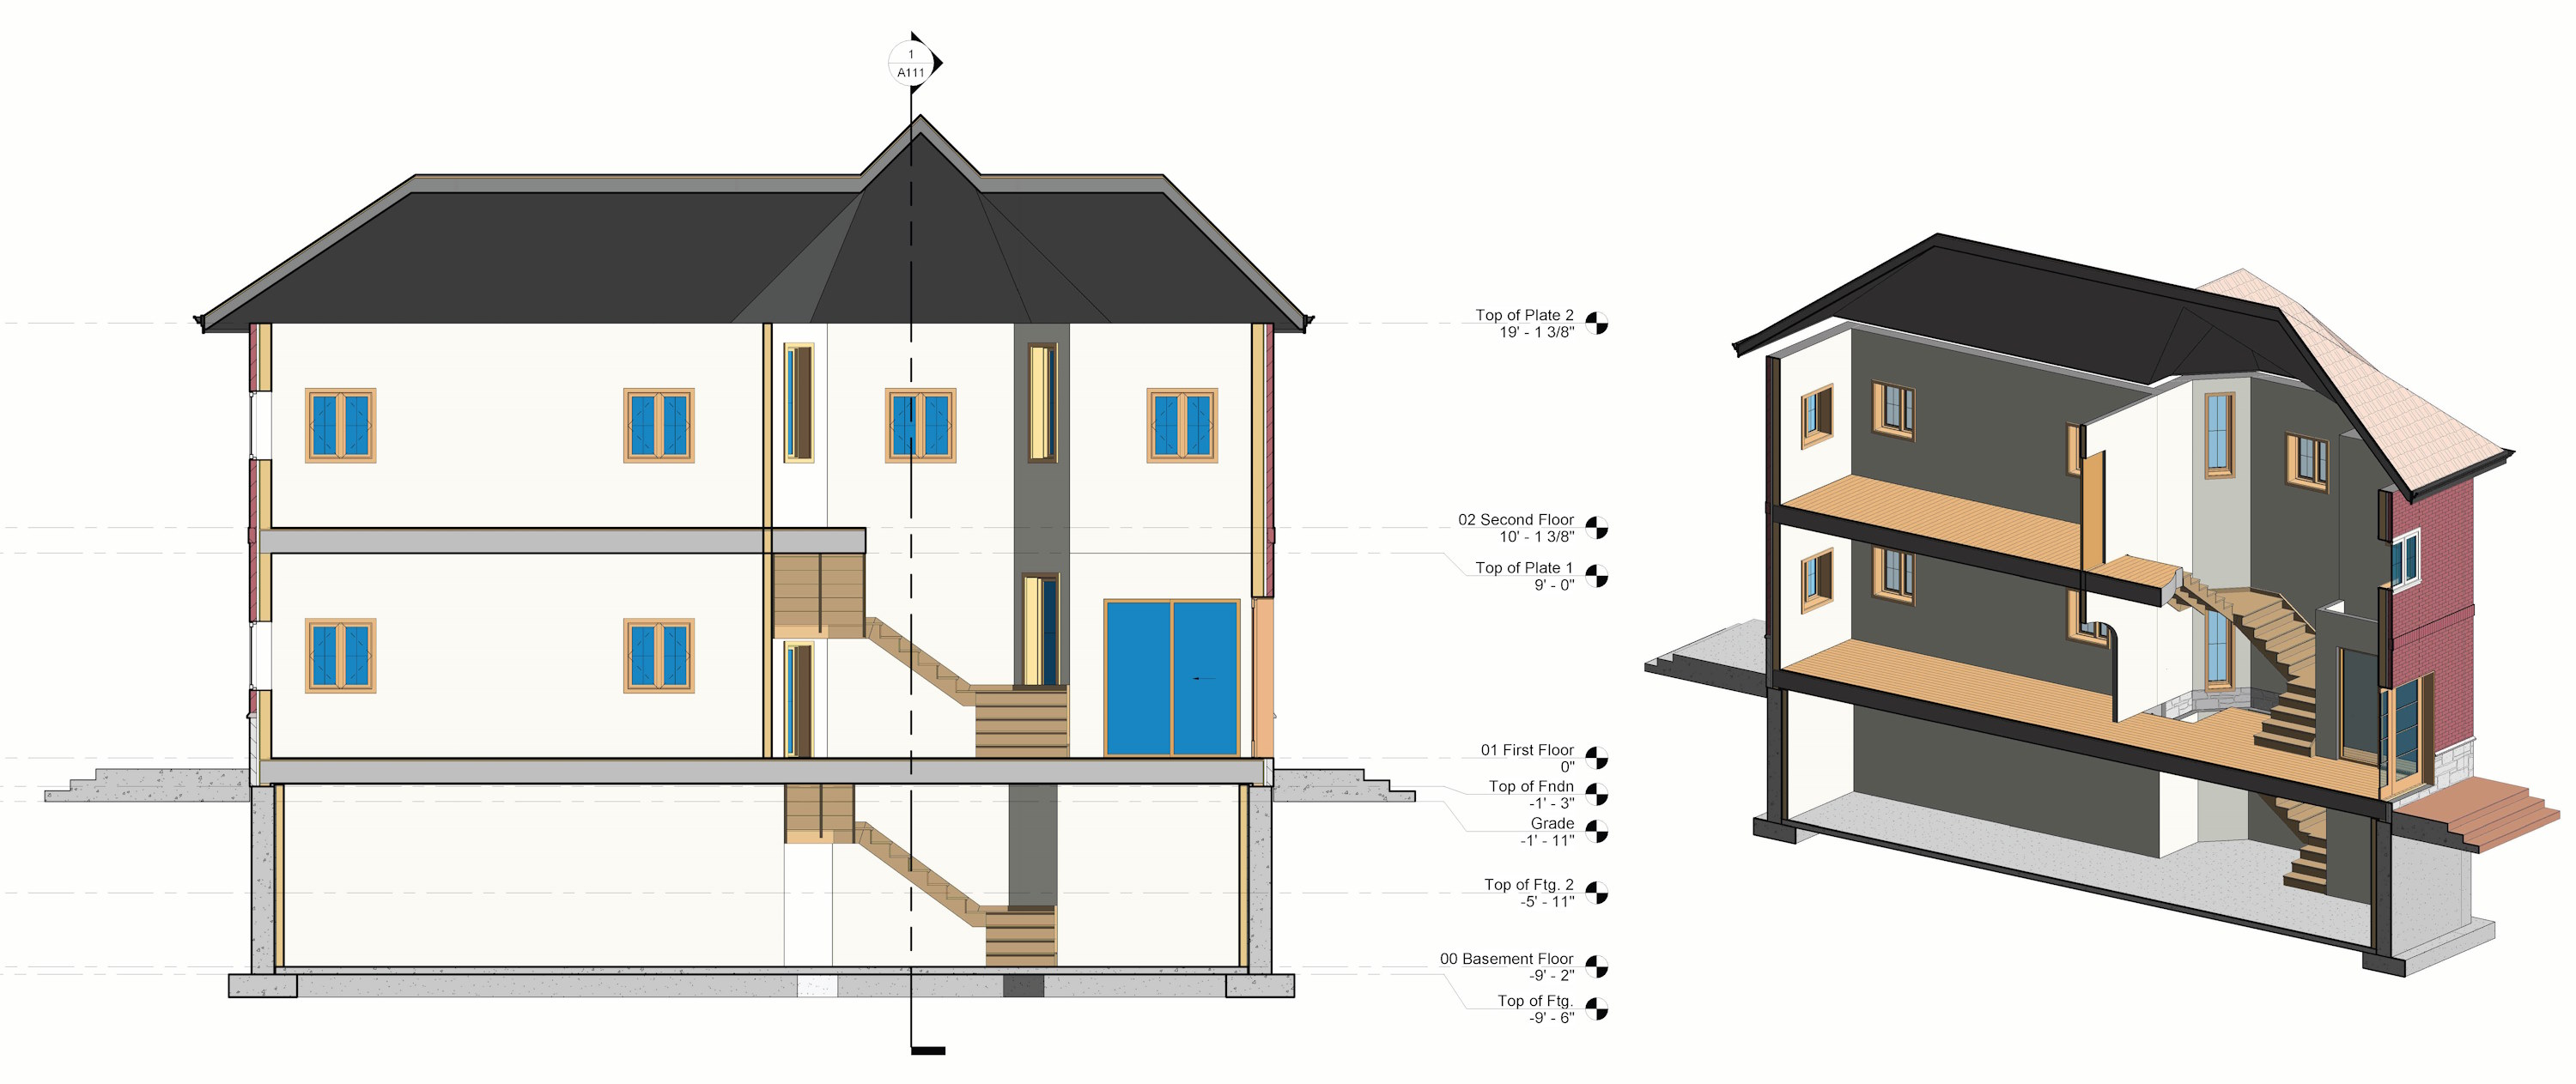 1
A111
Top of Plate 2
19' - 1 3/8"
02 Second Floor
10' - 1 3/8"
Top of Plate 1
9' - 0"
01 First Floor
0"
Top of Fndn
-1' - 3"
Grade
-1' - 11"
Top of Ftg. 2
-5' - 11"
00 Basement Floor
-9' - 2"
Top of Ftg.
-9' - 6"